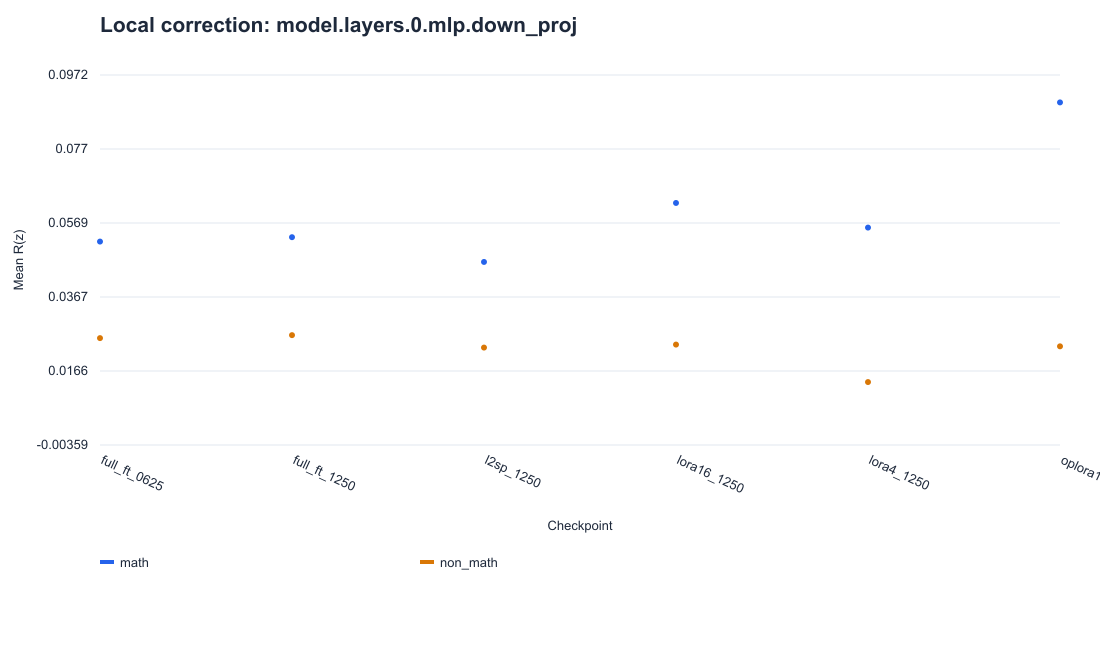 Local correction: model.layers.0.mlp.down_proj
0.0972
0.077
0.0569
0.0367
0.0166
-0.00359
Mean R(z)
full_ft_0625
full_ft_1250
l2sp_1250
lora16_1250
lora4_1250
oplora1
Checkpoint
math
non_math